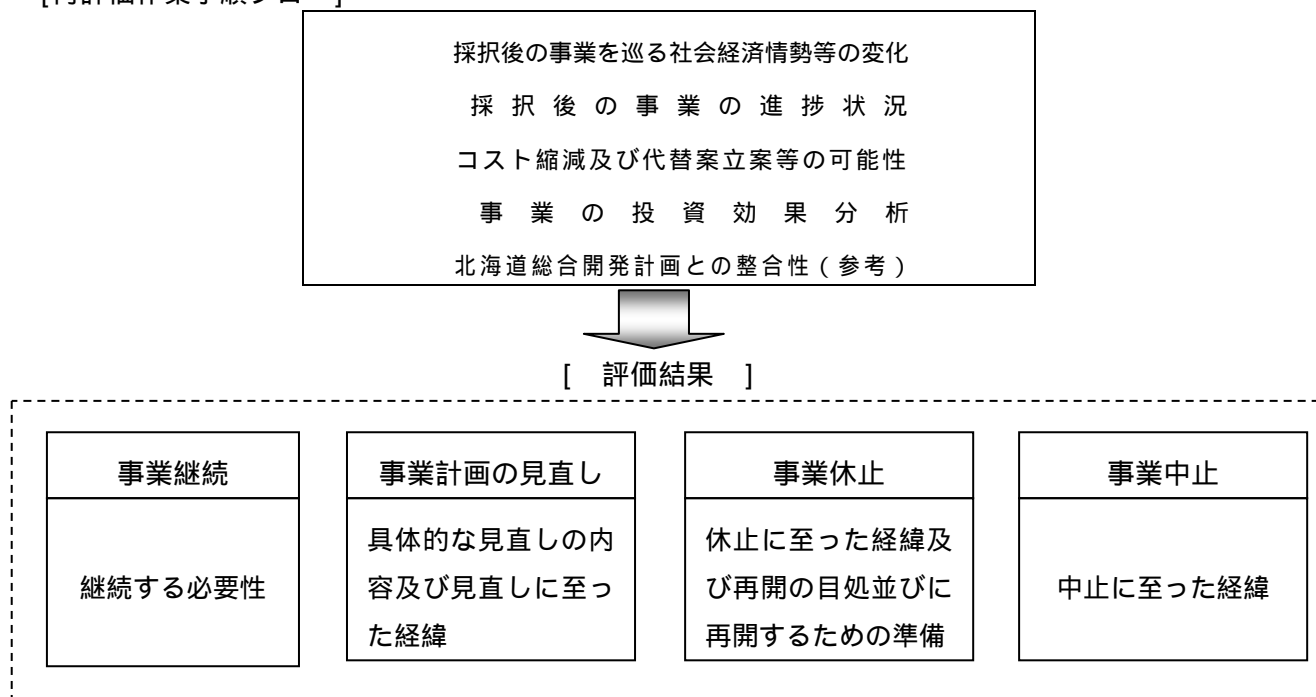 採択後の事業を巡る社会経済情勢等の変化
採択後の事業の進捗状況
コスト縮減及び代替案立案等の可能性
事業の投資効果分析
北海道総合開発計画との整合性（参考）
[　評価結果　]
事業継続
継続する必要性
事業計画の見直し
具体的な見直しの内
容及び見直しに至っ
た経緯
事業休止
休止に至った経緯及
び再開の目処並びに
再開するための準備
事業中止
中止に至った経緯